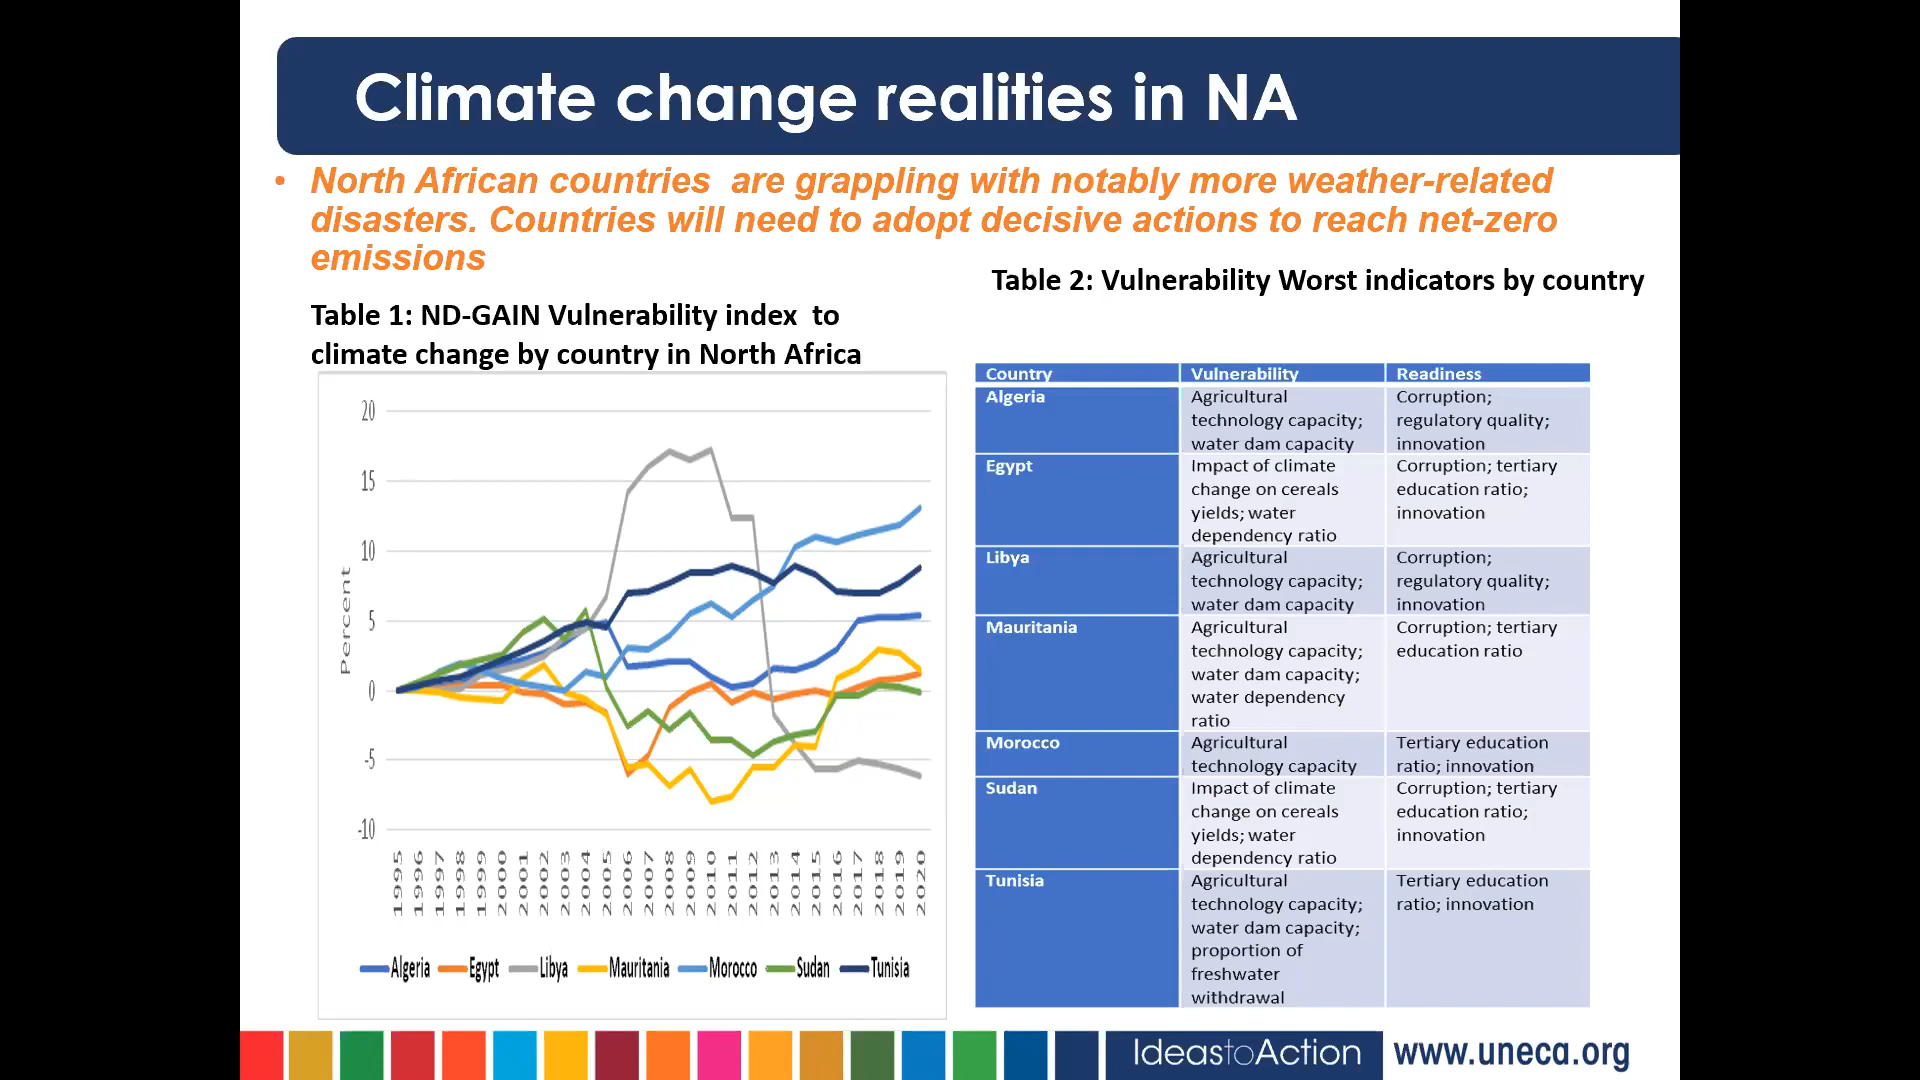 Climate change realities in NA
• North African countries are grappling with notably more weather-related
disasters. Countries will need to adopt decisive actions to reach net-zero
emissions
Table 1: ND-GAIN Vulnerability index to
climate change by country in North Africa
20
15
10
5
0
-5
-10
Percent
1995
1996
1997
1998
1999
2000
2001
2002
2003
2004
2005
2006
2007
2008
2009
2010
2011
2012
2013
2014
2015
2016
2017
2018
2019
2020
Algeria Egypt Libya Mauritania Morocco Sudan Tunisia
Table 2: Vulnerability Worst indicators by country
Country Vulnerability Readiness
Algeria
Agricultural
technology capacity;
water dam capacity
Corruption;
regulatory quality;
innovation
Egypt
Impact of climate
change on cereals
yields; water
dependency ratio
Corruption; tertiary
education ratio;
innovation
Libya
Agricultural
technology capacity;
water dam capacity
Corruption;
regulatory quality;
innovation
Mauritania
Agricultural
technology capacity;
water dam capacity;
water dependency
ratio
Corruption; tertiary
education ratio
Morocco
Agricultural
technology capacity
Tertiary education
ratio; innovation
Sudan
Impact of climate
change on cereals
yields; water
dependency ratio
Corruption; tertiary
education ratio;
innovation
Tunisia
Agricultural
technology capacity;
water dam capacity;
proportion of
freshwater
withdrawal
Tertiary education
ratio; innovation
IdeastoAction www.uneca.org